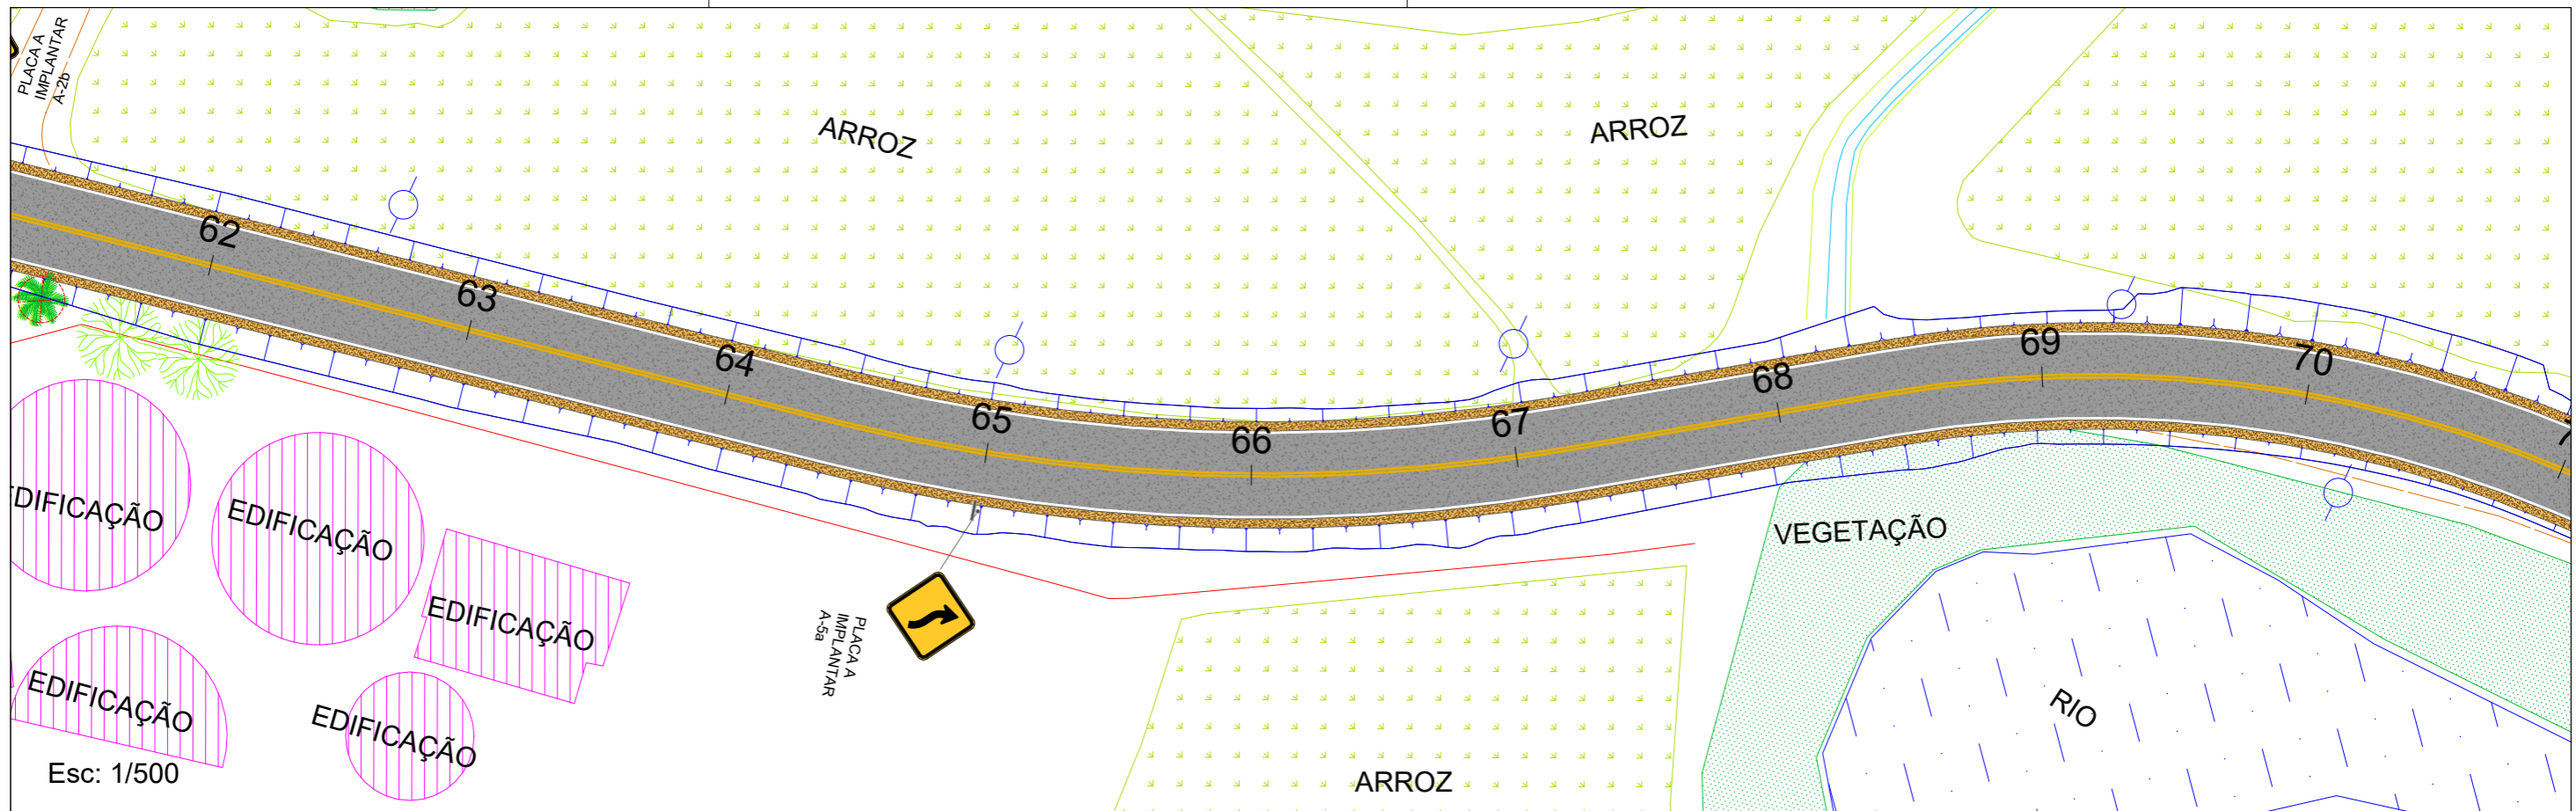 PLACA A
IMPLANTAR
A-2b
ARROZ
ARROZ
62
63
64
65
66
67
68
69
70
EDIFICAÇÃO
EDIFICAÇÃO
EDIFICAÇÃO
EDIFICAÇÃO
EDIFICAÇÃO
PLACA A
IMPLANTAR
A-5a
VEGETAÇÃO
RIO
ARROZ
Esc: 1/500